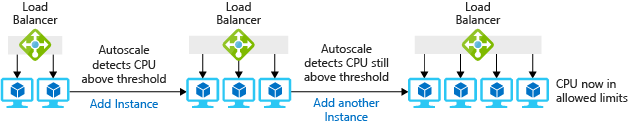 Load
Balancer
Autoscale
detects CPU
above threshold
Add Instance
Load
Balancer
Autoscale
detects CPU still
above threshold
Add another
Instance
Load
Balancer
CPU now in
allowed limits